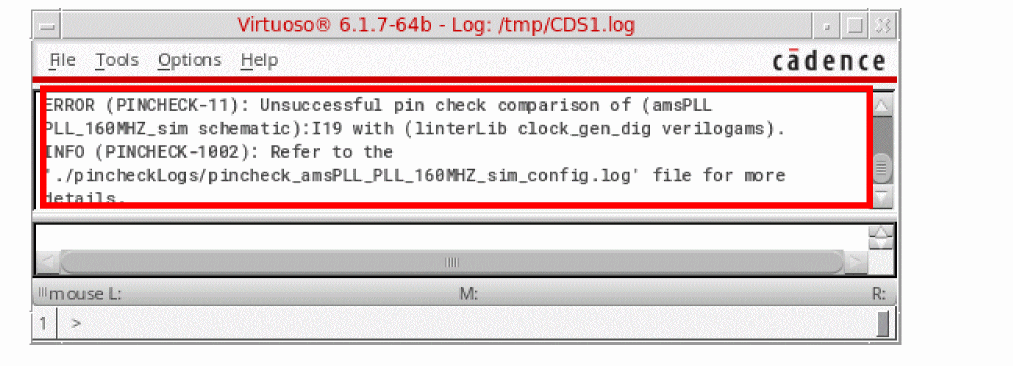 Virtuoso® 6.1.7-64b - Log: /tmp/CDS1.log
File Tools Options Help
cādence
ERROR (PINCHECK-11): Unsuccessful pin check comparison of (amsPLL
PLL_160MHZ_sim schematic):I19 with (linterLib clock_gen_dig verilogams).
INFO (PINCHECK-1002): Refer to the
'./pincheckLogs/pincheck_amsPLL_PLL_160MHZ_sim_config.log' file for more
details.
mouse L: M: R:
1 >